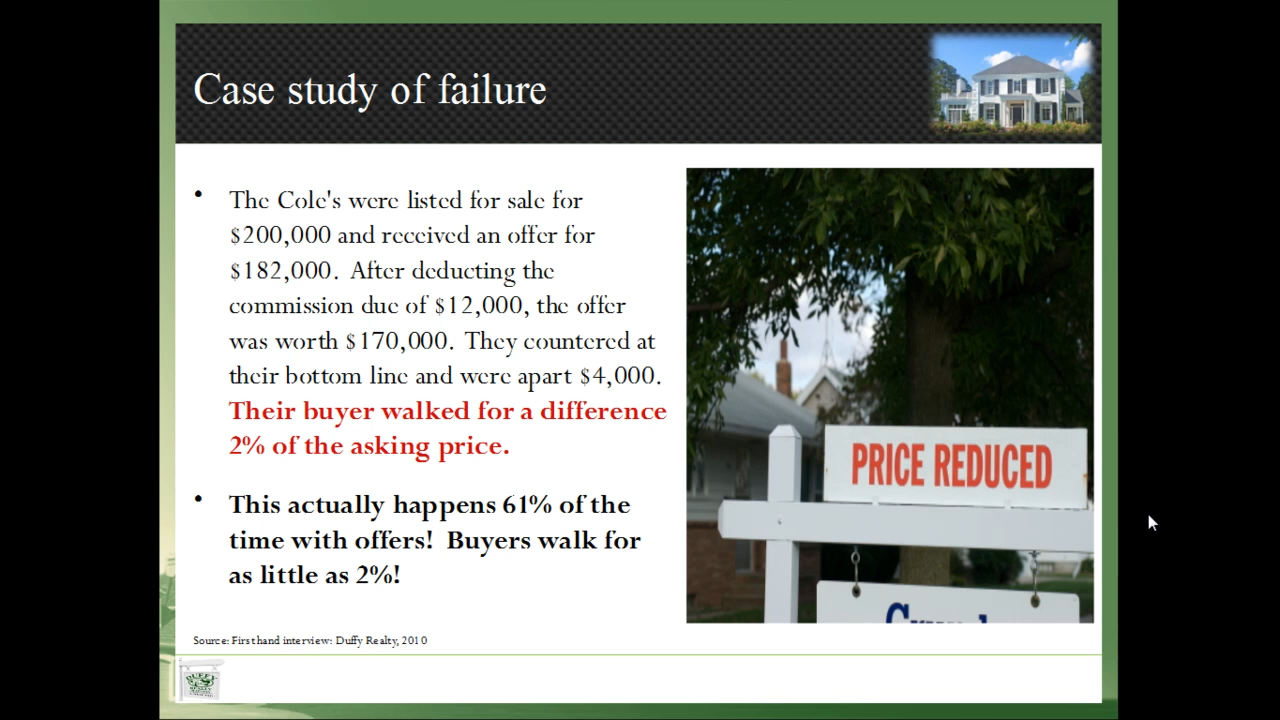 Case study of failure
• The Cole's were listed for sale for
$200,000 and received an offer for
$182,000. After deducting the
commission due of $12,000, the offer
was worth $170,000. They countered at
their bottom line and were apart $4,000.
Their buyer walked for a difference
2% of the asking price.
• This actually happens 61% of the
time with offers! Buyers walk for
as little as 2%!
PRICE REDUCED
Source: Firsthand interview: Duffy Realty, 2010
DUFFY
REALTY